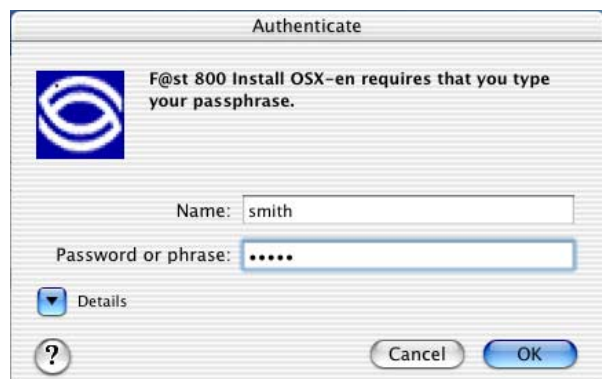 Authenticate
F@st 800 Install OSX-en requires that you type
your passphrase.
Name: smith
Password or phrase: •••••
Details
?
Cancel OK